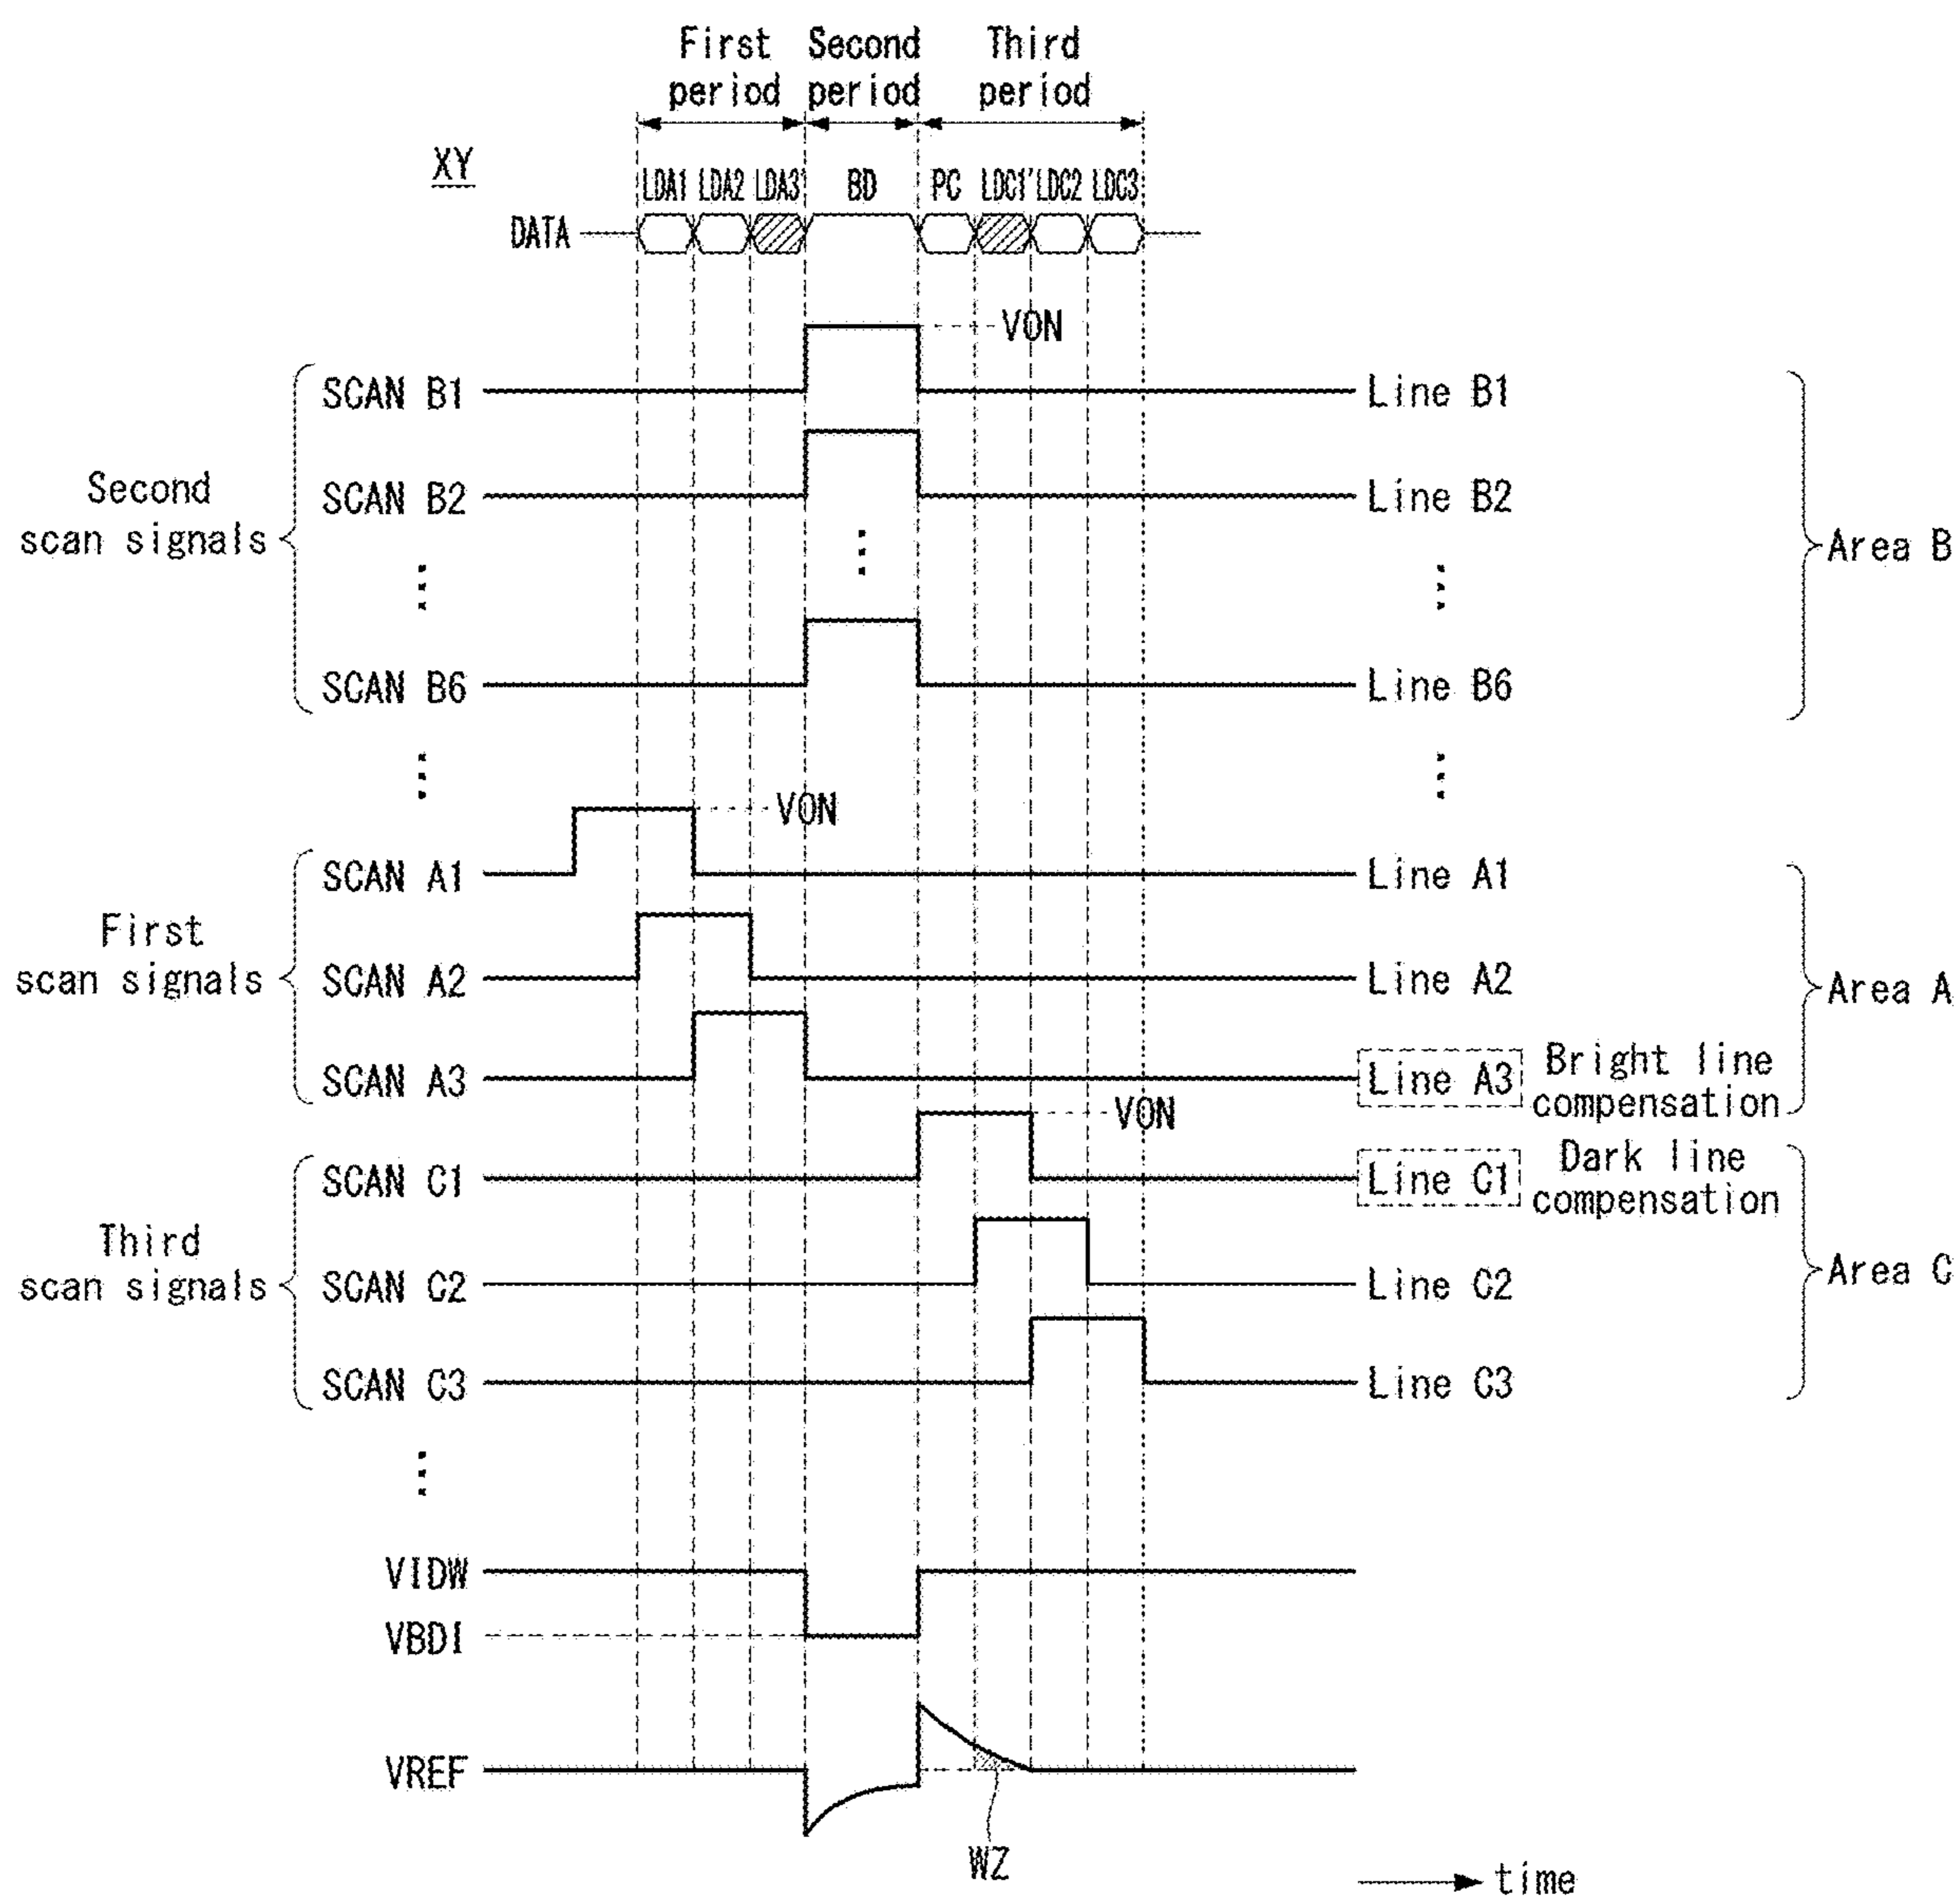 First Second Third
period period period
XY
LDA1 LDA2 LDA3' BD PC LDC1' LDC2 LDC3
DATA
VON
SCAN B1 Line B1
Second
scan signals
SCAN B2 Line B2
Area B
SCAN B6 Line B6
VON
SCAN A1 Line A1
First
scan signals
SCAN A2 Line A2
Area A
SCAN A3 Line A3 Bright line
compensation
VON
SCAN C1 Line C1 Dark line
compensation
Third
scan signals
SCAN C2 Line C2
Area C
SCAN C3 Line C3
VIDW
VBDI
VREF
WZ
time